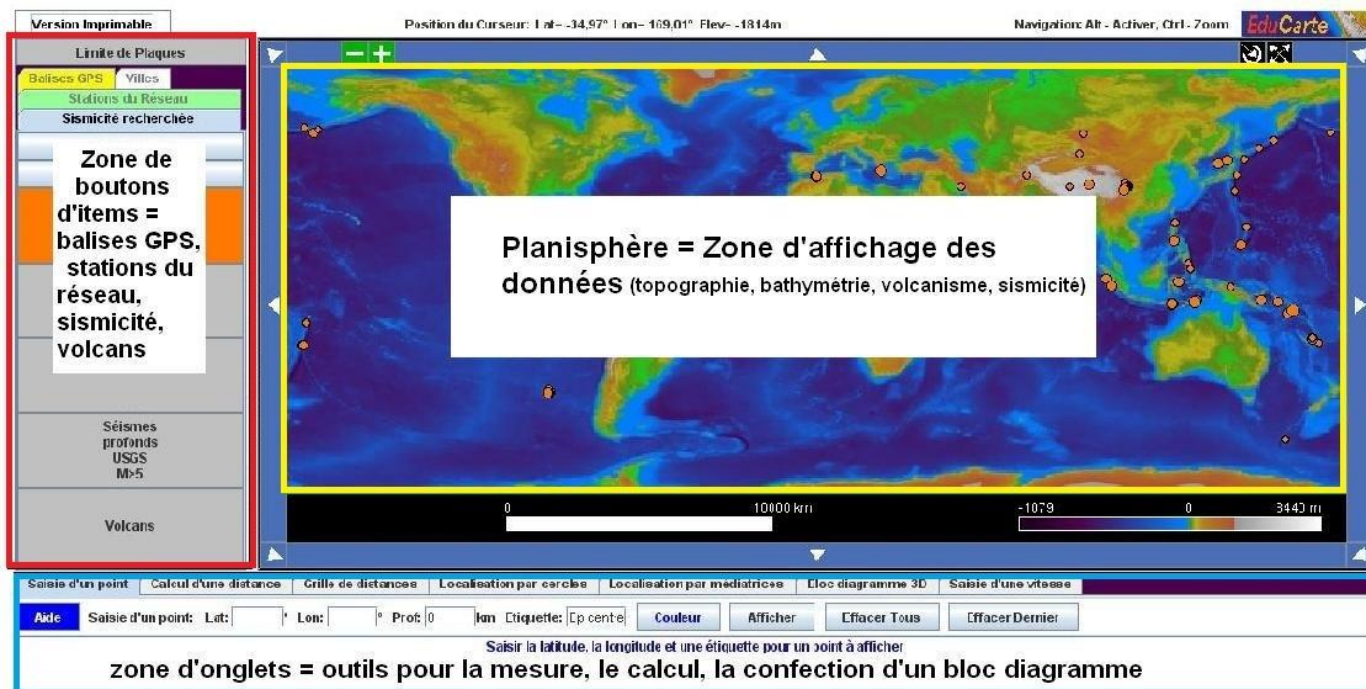 Version Imprimable
Position du Curseur: Lat= -34,97° Lon= 169,01° Elev= -1814m
Navigation: Alt - Activer, Ctrl - Zoom
EduCarte
Limite de Plaques
Balises GPS
Villes
Stations du Réseau
Sismicité recherchée
Zone de
boutons
d'items =
balises GPS,
stations du
réseau,
sismicité,
volcans
Planisphère = Zone d'affichage des
données (topographie, bathymétrie, volcanisme, sismicité)
Séismes
profonds
USGS
M>5
Volcans
0
10000 km
-1079
0
8440 m
Saisie d'un point
Calcul d'une distance
Grille de distances
Localisation par cercles
Localisation par médiatrices
Bloc diagramme 3D
Saisie d'une vitesse
Aide
Saisie d'un point: Lat: ° Lon: ° Prof: 0 km Etiquette: Epicentre
Couleur
Afficher
Effacer Tous
Effacer Dernier
Saisir la latitude, la longitude et une étiquette pour un point à afficher
zone d'onglets = outils pour la mesure, le calcul, la confection d'un bloc diagramme